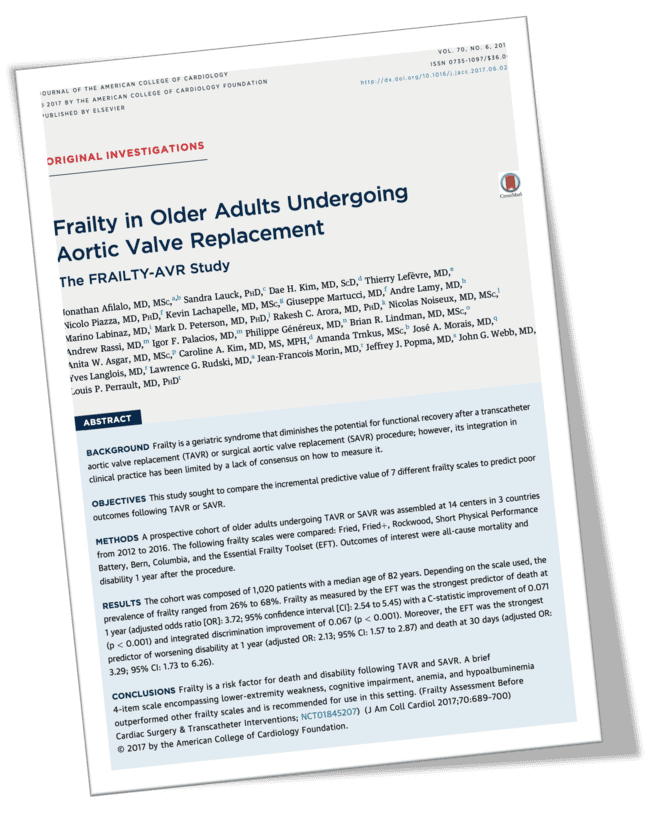 OURNAL OF THE AMERICAN COLLEGE OF CARDIOLOGY
2017 BY THE AMERICAN COLLEGE OF CARDIOLOGY FOUNDATION
PUBLISHED BY ELSEVIER
VOL. 70, NO. 6, 201
ISSN 0735-1097/$36.0
http://dx.doi.org/10.1016/j.jacc.2017.06.02
ORIGINAL INVESTIGATIONS
CrossMark
Frailty in Older Adults Undergoing
Aortic Valve Replacement
The FRAILTY-AVR Study
Jonathan Afilalo, MD, MSc,a,b Sandra Lauck, PhD,c Dae H. Kim, MD, ScD,d Thierry Lefèvre, MD,e
Nicolo Piazza, MD, PhD,f Kevin Lachapelle, MD, MSc,g Giuseppe Martucci, MD,f Andre Lamy, MD,h
Marino Labinaz, MD,i Mark D. Peterson, MD, PhD,j Rakesh C. Arora, MD, PhD,k Nicolas Noiseux, MD, MSc,l
Andrew Rassi, MD,m Igor F. Palacios, MD,m Philippe Généreux, MD,n Brian R. Lindman, MD, MSc,o
Anita W. Asgar, MD, MSc,p Caroline A. Kim, MD, MS, MPH,d Amanda Trnkus, MSc,b José A. Morais, MD,q
Yves Langlois, MD,r Lawrence G. Rudski, MD,a Jean-Francois Morin, MD,r Jeffrey J. Popma, MD,s John G. Webb, MD,
Louis P. Perrault, MD, PhDt
ABSTRACT
BACKGROUND Frailty is a geriatric syndrome that diminishes the potential for functional recovery after a transcatheter
aortic valve replacement (TAVR) or surgical aortic valve replacement (SAVR) procedure; however, its integration in
clinical practice has been limited by a lack of consensus on how to measure it.
OBJECTIVES This study sought to compare the incremental predictive value of 7 different frailty scales to predict poor
outcomes following TAVR or SAVR.
METHODS A prospective cohort of older adults undergoing TAVR or SAVR was assembled at 14 centers in 3 countries
from 2012 to 2016. The following frailty scales were compared: Fried, Fried+, Rockwood, Short Physical Performance
Battery, Bern, Columbia, and the Essential Frailty Toolset (EFT). Outcomes of interest were all-cause mortality and
disability 1 year after the procedure.
RESULTS The cohort was composed of 1,020 patients with a median age of 82 years. Depending on the scale used, the
prevalence of frailty ranged from 26% to 68%. Frailty as measured by the EFT was the strongest predictor of death at
1 year (adjusted odds ratio [OR]: 3.72; 95% confidence interval [CI]: 2.54 to 5.45) with a C-statistic improvement of 0.071
(p < 0.001) and integrated discrimination improvement of 0.067 (p < 0.001). Moreover, the EFT was the strongest
predictor of worsening disability at 1 year (adjusted OR: 2.13; 95% CI: 1.57 to 2.87) and death at 30 days (adjusted OR:
3.29; 95% CI: 1.73 to 6.26).
CONCLUSIONS Frailty is a risk factor for death and disability following TAVR and SAVR. A brief
4-item scale encompassing lower-extremity weakness, cognitive impairment, anemia, and hypoalbuminemia
outperformed other frailty scales and is recommended for use in this setting. (Frailty Assessment Before
Cardiac Surgery & Transcatheter Interventions; NCT01845207) (J Am Coll Cardiol 2017;70:689–700)
© 2017 by the American College of Cardiology Foundation.